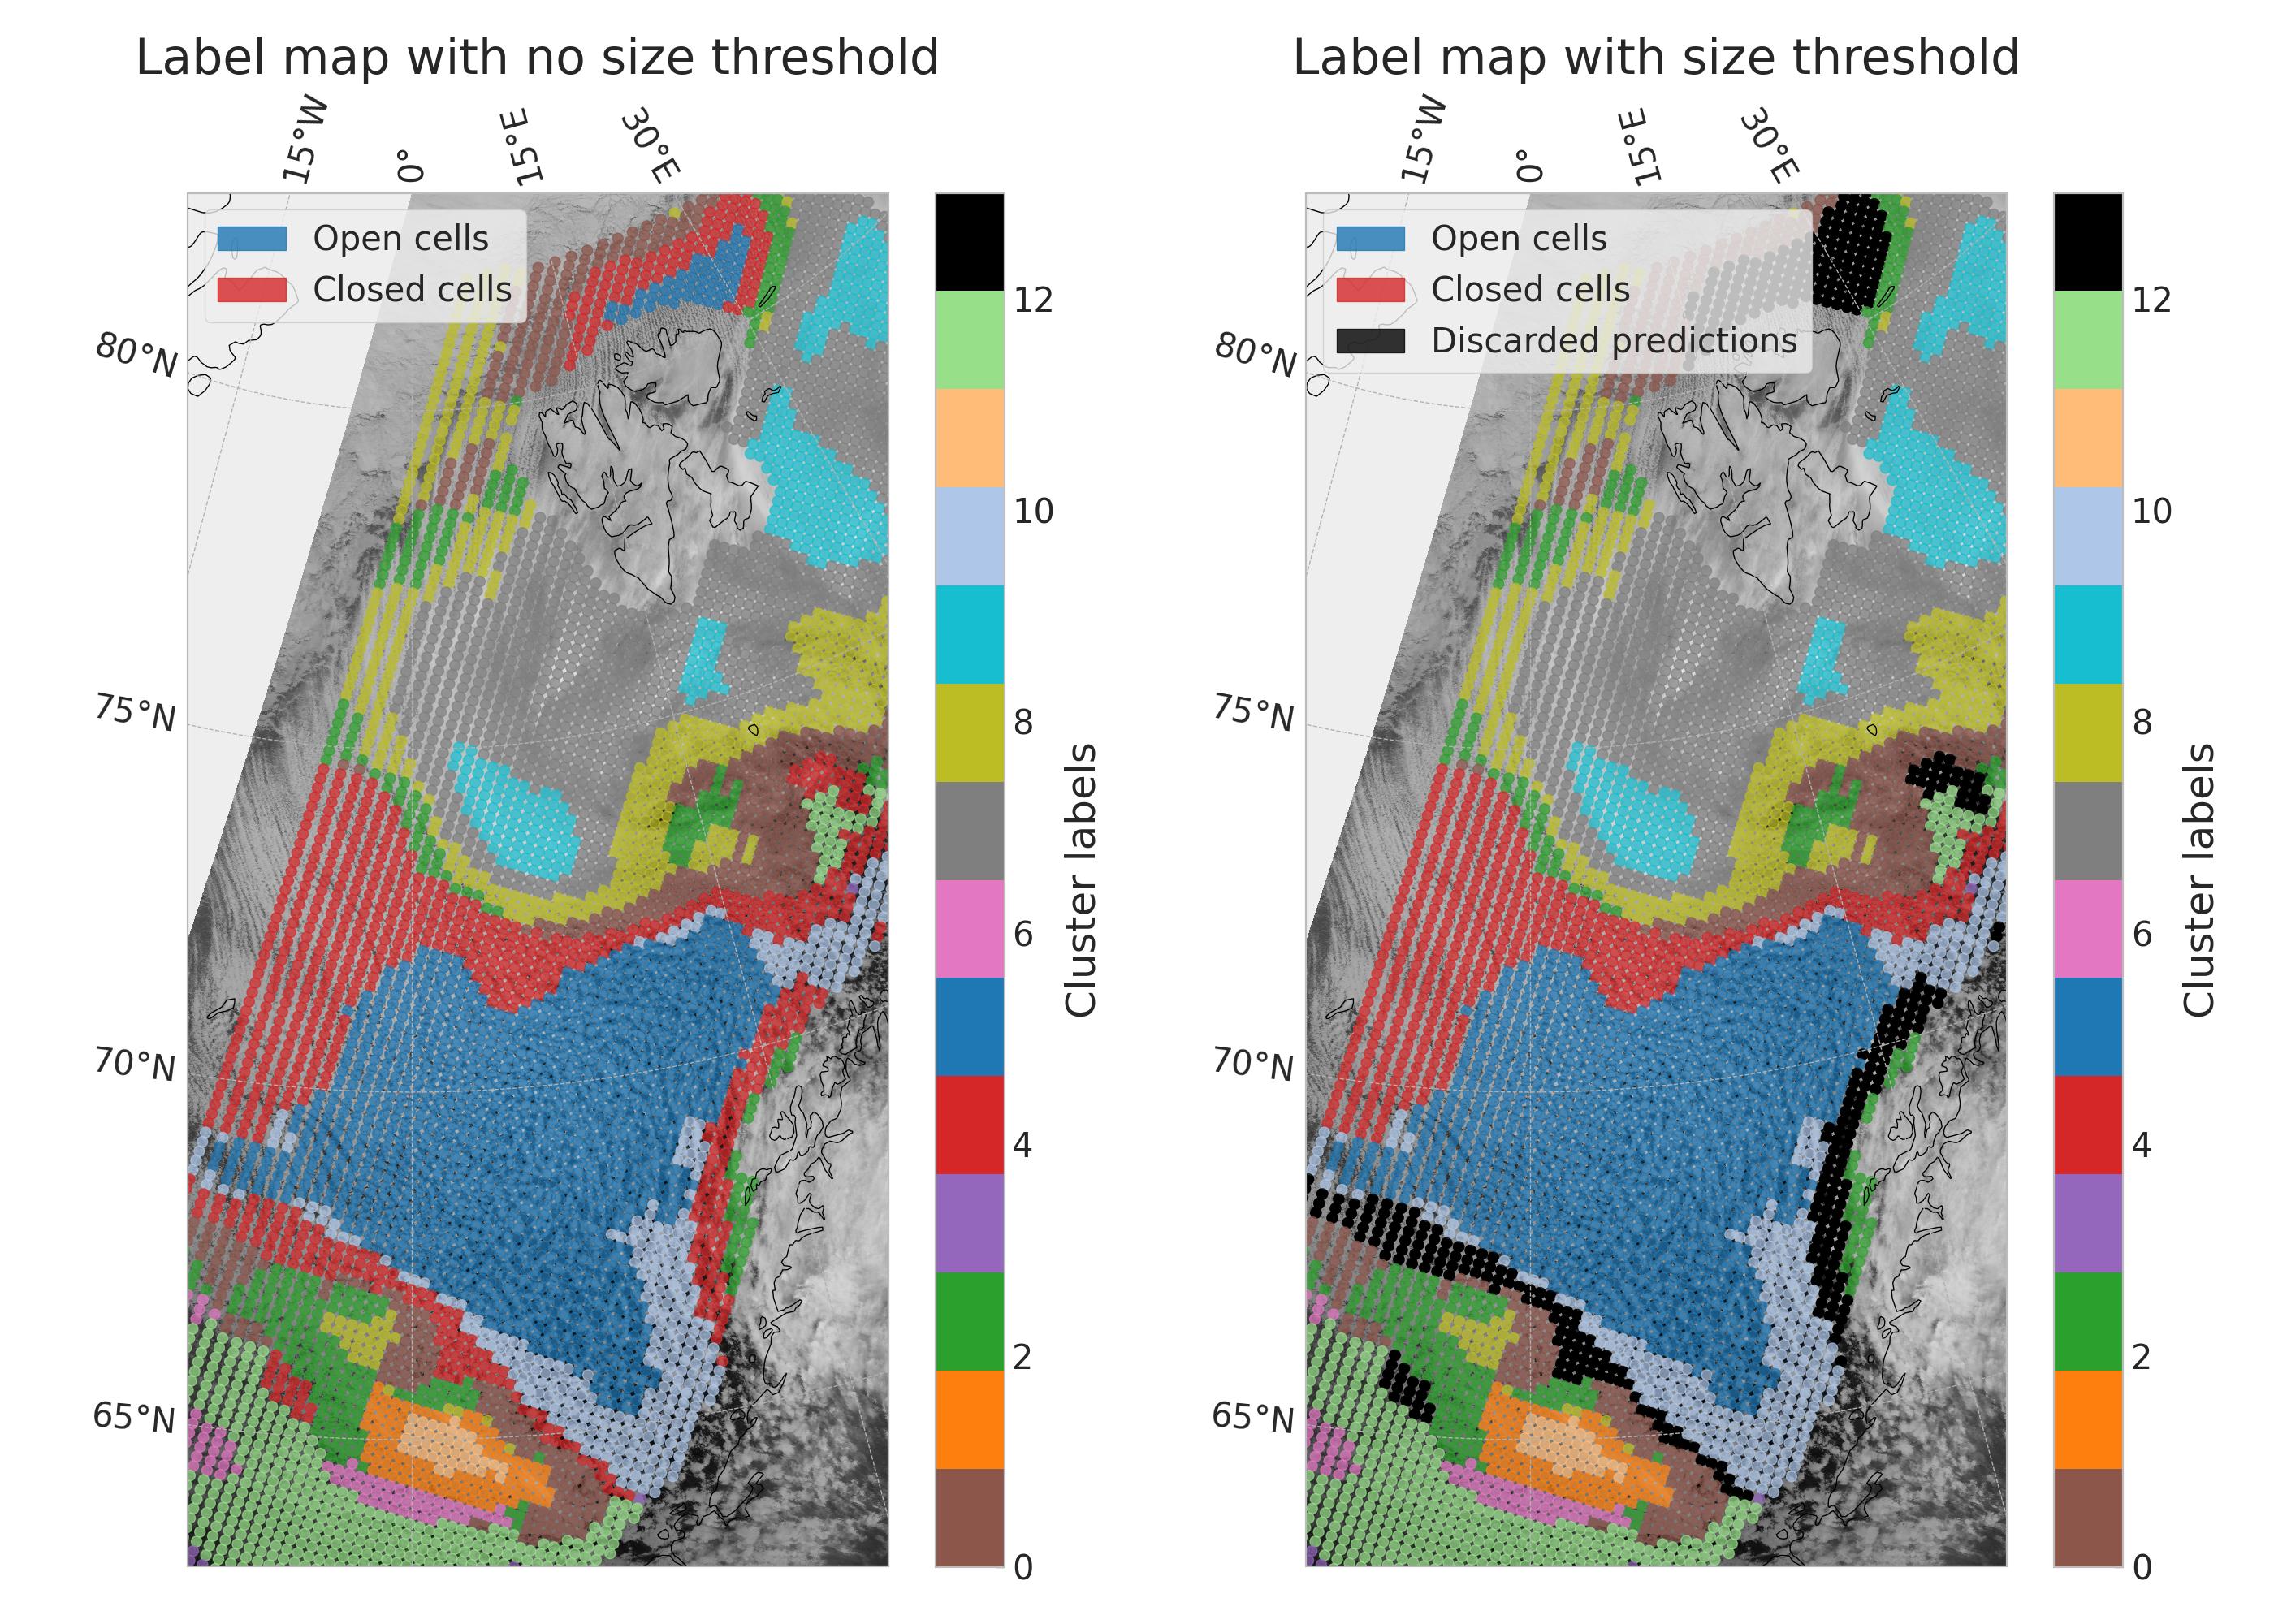 Label map with no size threshold
15°W
0°
15°E
30°E
Open cells
Closed cells
80°N
75°N
70°N
65°N
12
10
8
6
4
2
0
Cluster labels
Label map with size threshold
15°W
0°
15°E
30°E
Open cells
Closed cells
Discarded predictions
80°N
75°N
70°N
65°N
12
10
8
6
4
2
0
Cluster labels